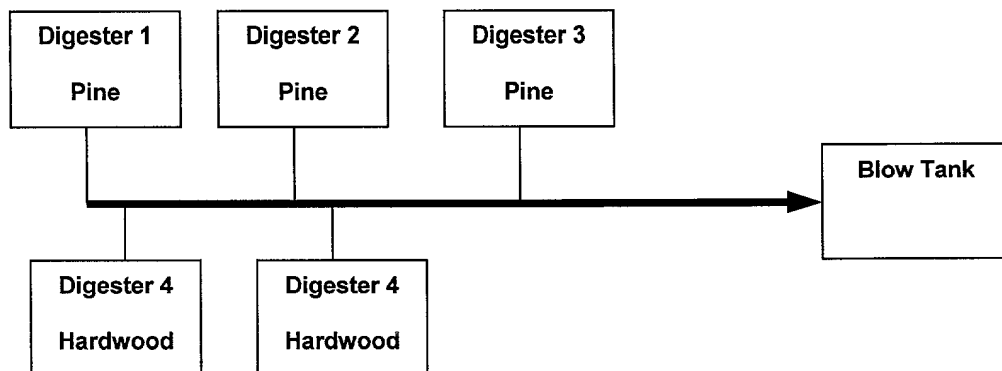 Digester 1
Pine
Digester 2
Pine
Digester 3
Pine
Blow Tank
Digester 4
Hardwood
Digester 4
Hardwood